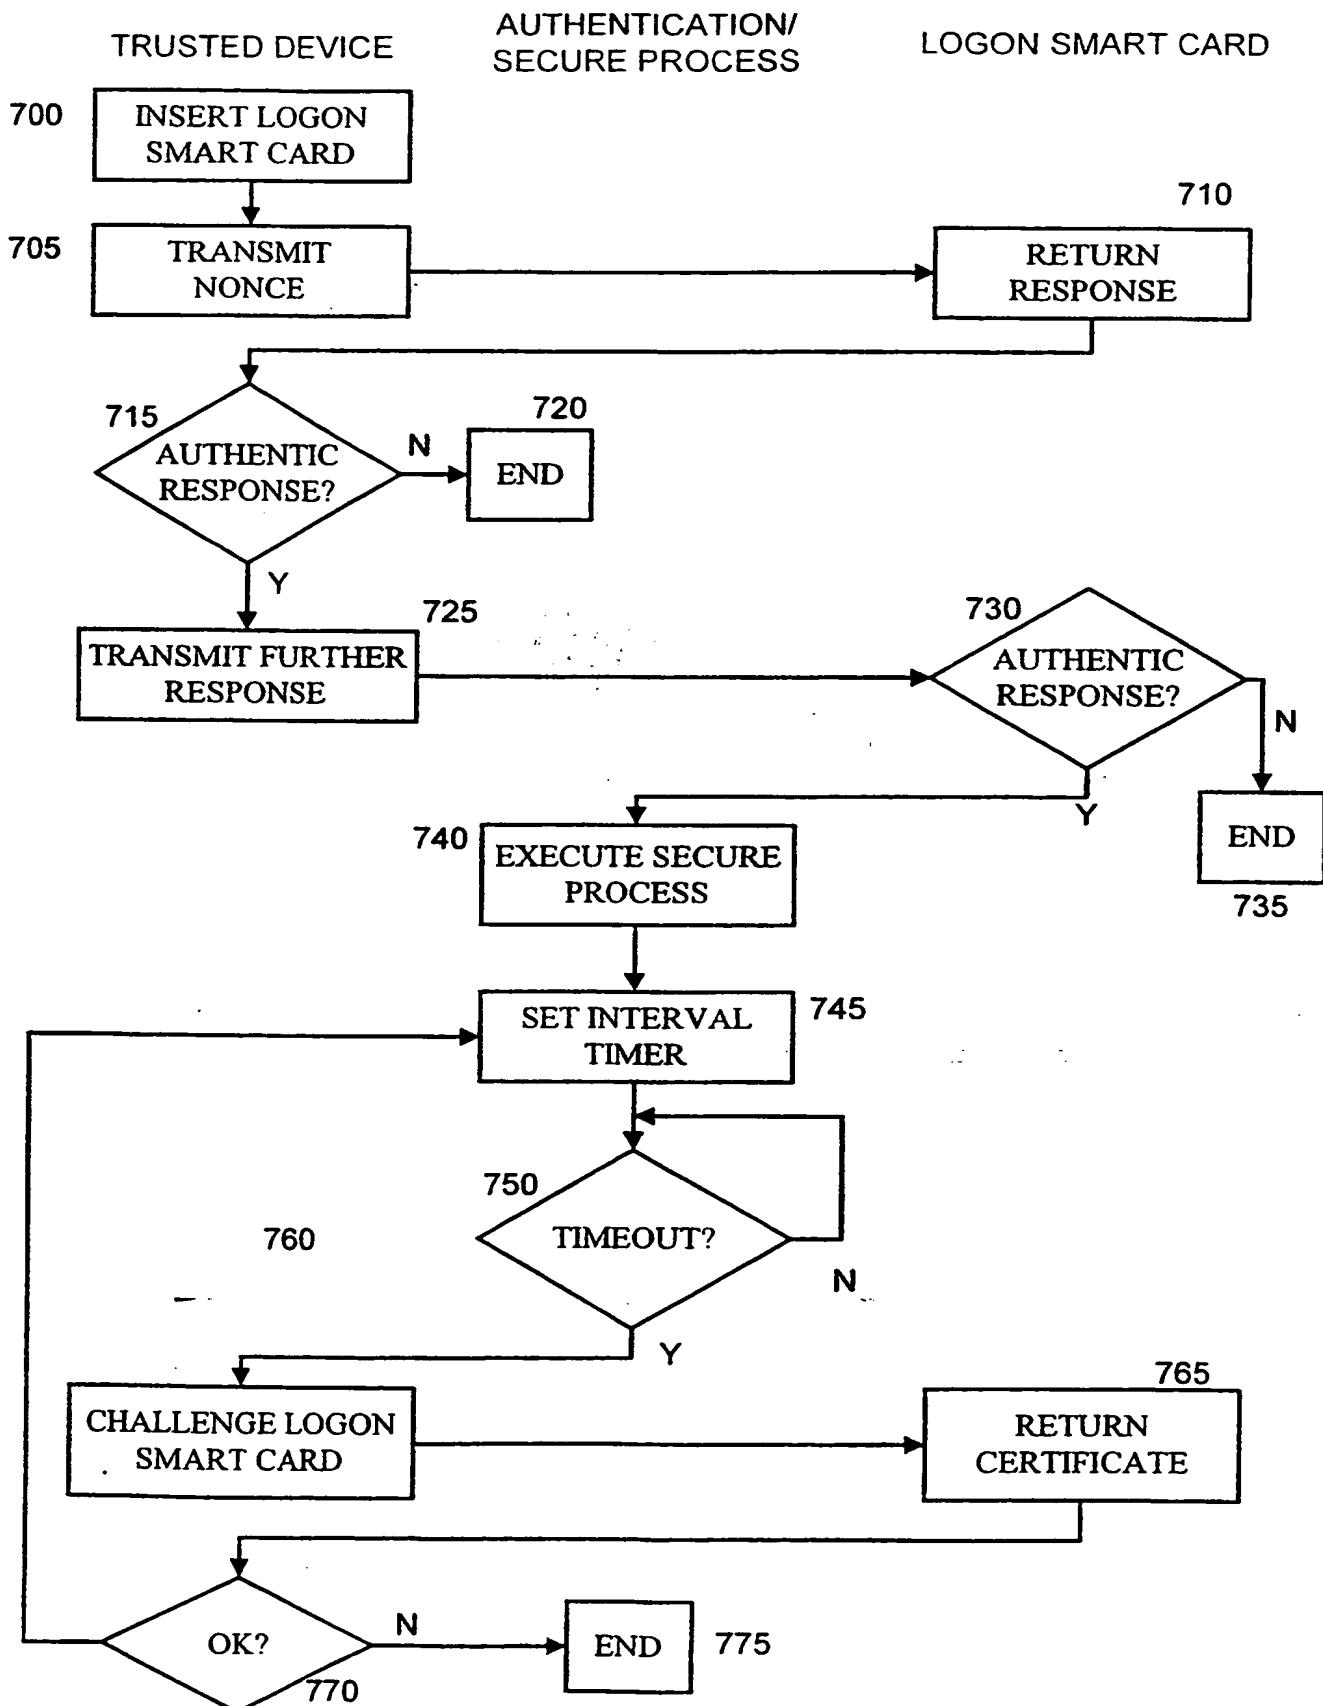 TRUSTED DEVICE
AUTHENTICATION/
SECURE PROCESS
LOGON SMART CARD
700
INSERT LOGON
SMART CARD
705
TRANSMIT
NONCE
710
RETURN
RESPONSE
715
AUTHENTIC
RESPONSE?
N
720
END
Y
725
TRANSMIT FURTHER
RESPONSE
730
AUTHENTIC
RESPONSE?
N
Y
END
735
740
EXECUTE SECURE
PROCESS
SET INTERVAL
TIMER
745
750
TIMEOUT?
N
760
Y
CHALLENGE LOGON
SMART CARD
765
RETURN
CERTIFICATE
OK?
770
N
END
775